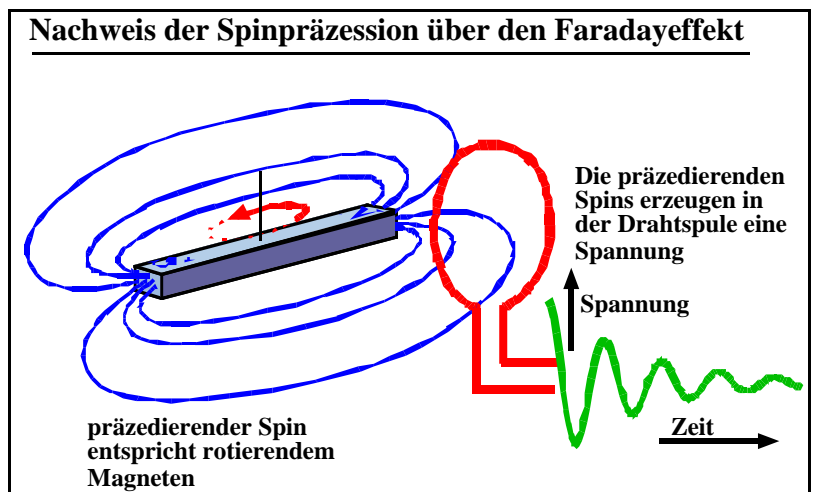 Nachweis der Spinpräzession über den Faradayeffekt
Die präzedierenden
Spins erzeugen in
der Drahtspule eine
Spannung
Spannung
Zeit
präzedierender Spin
entspricht rotierendem
Magneten